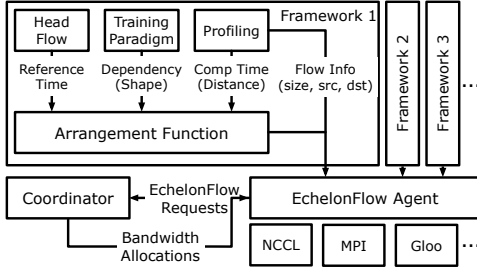 Framework 1
Head
Flow
Training
Paradigm
Profiling
Reference
Time
Dependency
(Shape)
Comp Time
(Distance)
Flow Info
(size, src, dst)
Arrangement Function
Framework 2
Framework 3
...
Coordinator
EchelonFlow
Requests
EchelonFlow Agent
Bandwidth
Allocations
NCCL
MPI
Gloo
...